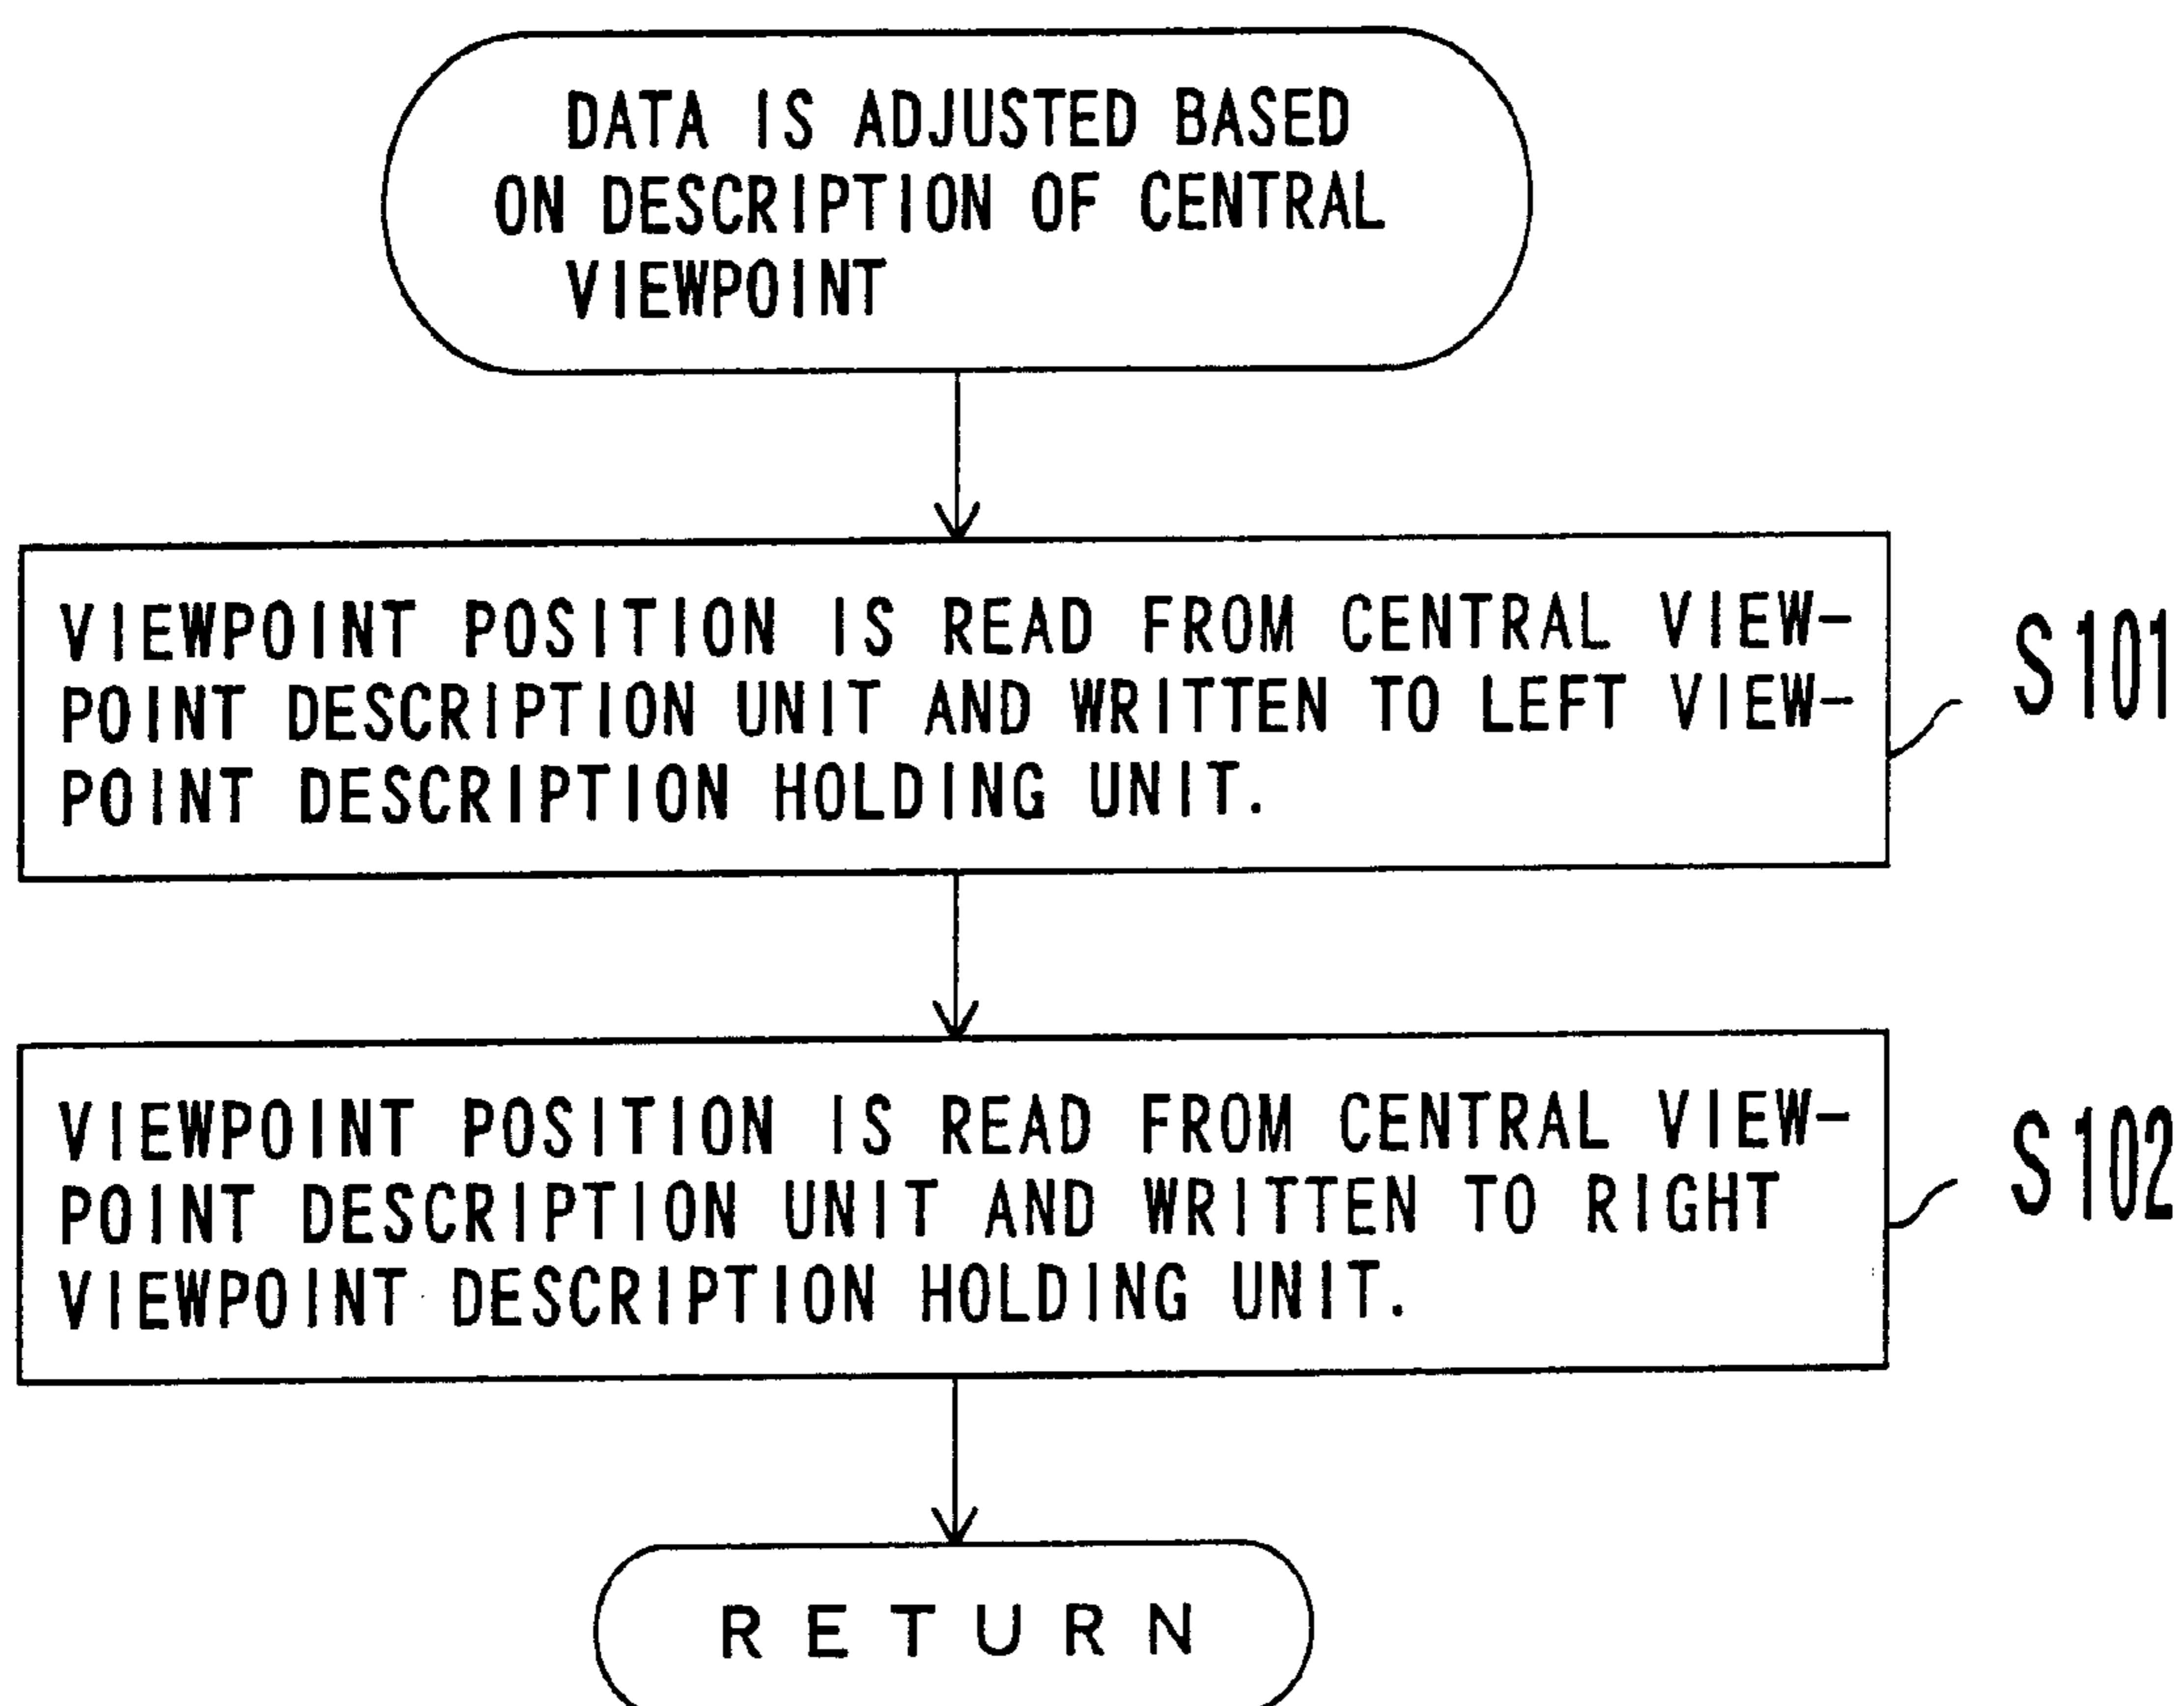 DATA IS ADJUSTED BASED
ON DESCRIPTION OF CENTRAL
VIEWPOINT
VIEWPOINT POSITION IS READ FROM CENTRAL VIEW-
POINT DESCRIPTION UNIT AND WRITTEN TO LEFT VIEW-
POINT DESCRIPTION HOLDING UNIT.
S101
VIEWPOINT POSITION IS READ FROM CENTRAL VIEW-
POINT DESCRIPTION UNIT AND WRITTEN TO RIGHT
VIEWPOINT DESCRIPTION HOLDING UNIT.
S102
RETURN